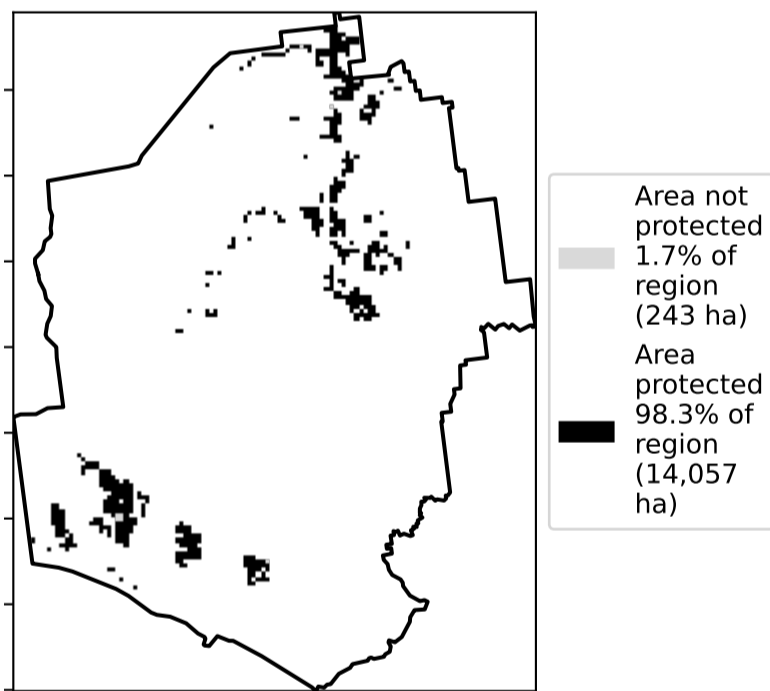 Area not
protected
1.7% of
region
(243 ha)
Area
protected
98.3% of
region
(14,057
ha)